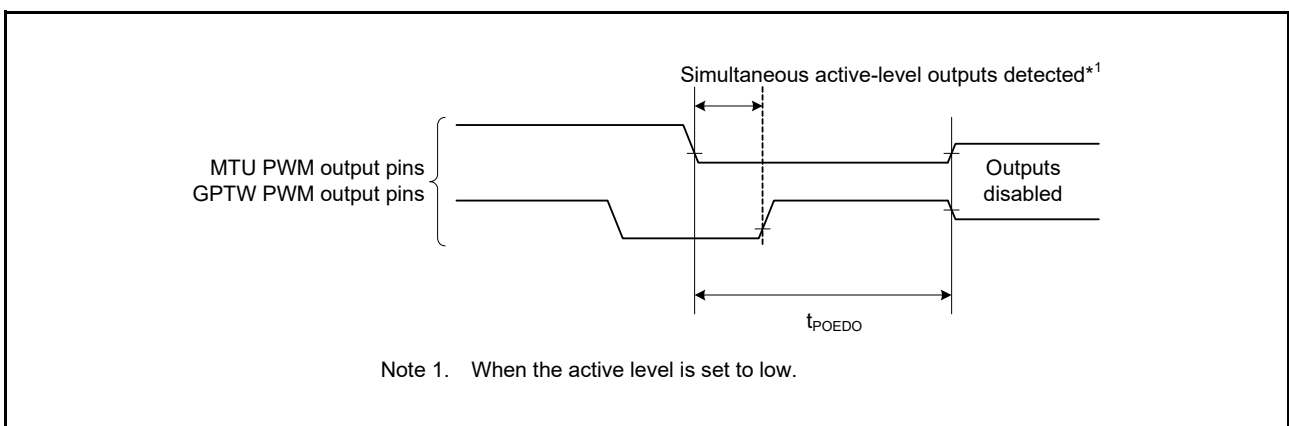 Simultaneous active-level outputs detected*1
MTU PWM output pins
GPTW PWM output pins
Outputs
disabled
tPOEDO
Note 1. When the active level is set to low.